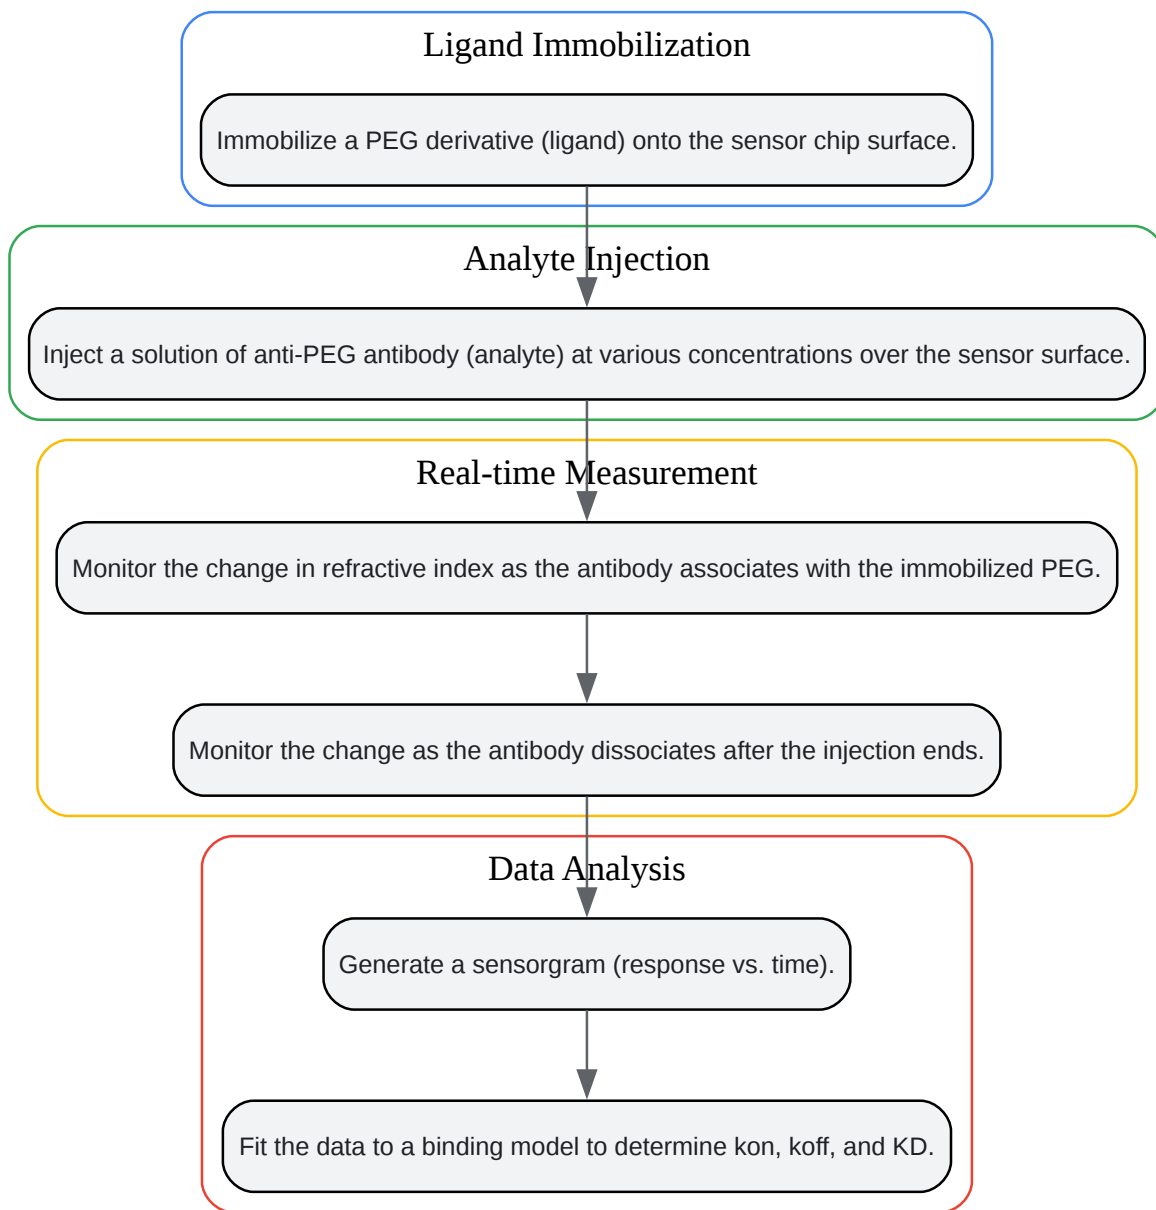 Ligand Immobilization
Immobilize a PEG derivative (ligand) onto the sensor chip surface.
Analyte Injection
Inject a solution of anti-PEG antibody (analyte) at various concentrations over the sensor surface.
Real-time Measurement
Monitor the change in refractive index as the antibody associates with the immobilized PEG.
Monitor the change as the antibody dissociates after the injection ends.
Data Analysis
Generate a sensorgram (response vs. time).
Fit the data to a binding model to determine kon, koff, and KD.